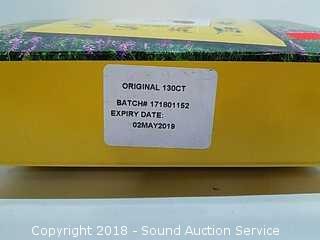 ORIGINAL 130CT
BATCH# 171801152
EXPIRY DATE:
02MAY2019
Copyright 2018 - Sound Auction Service